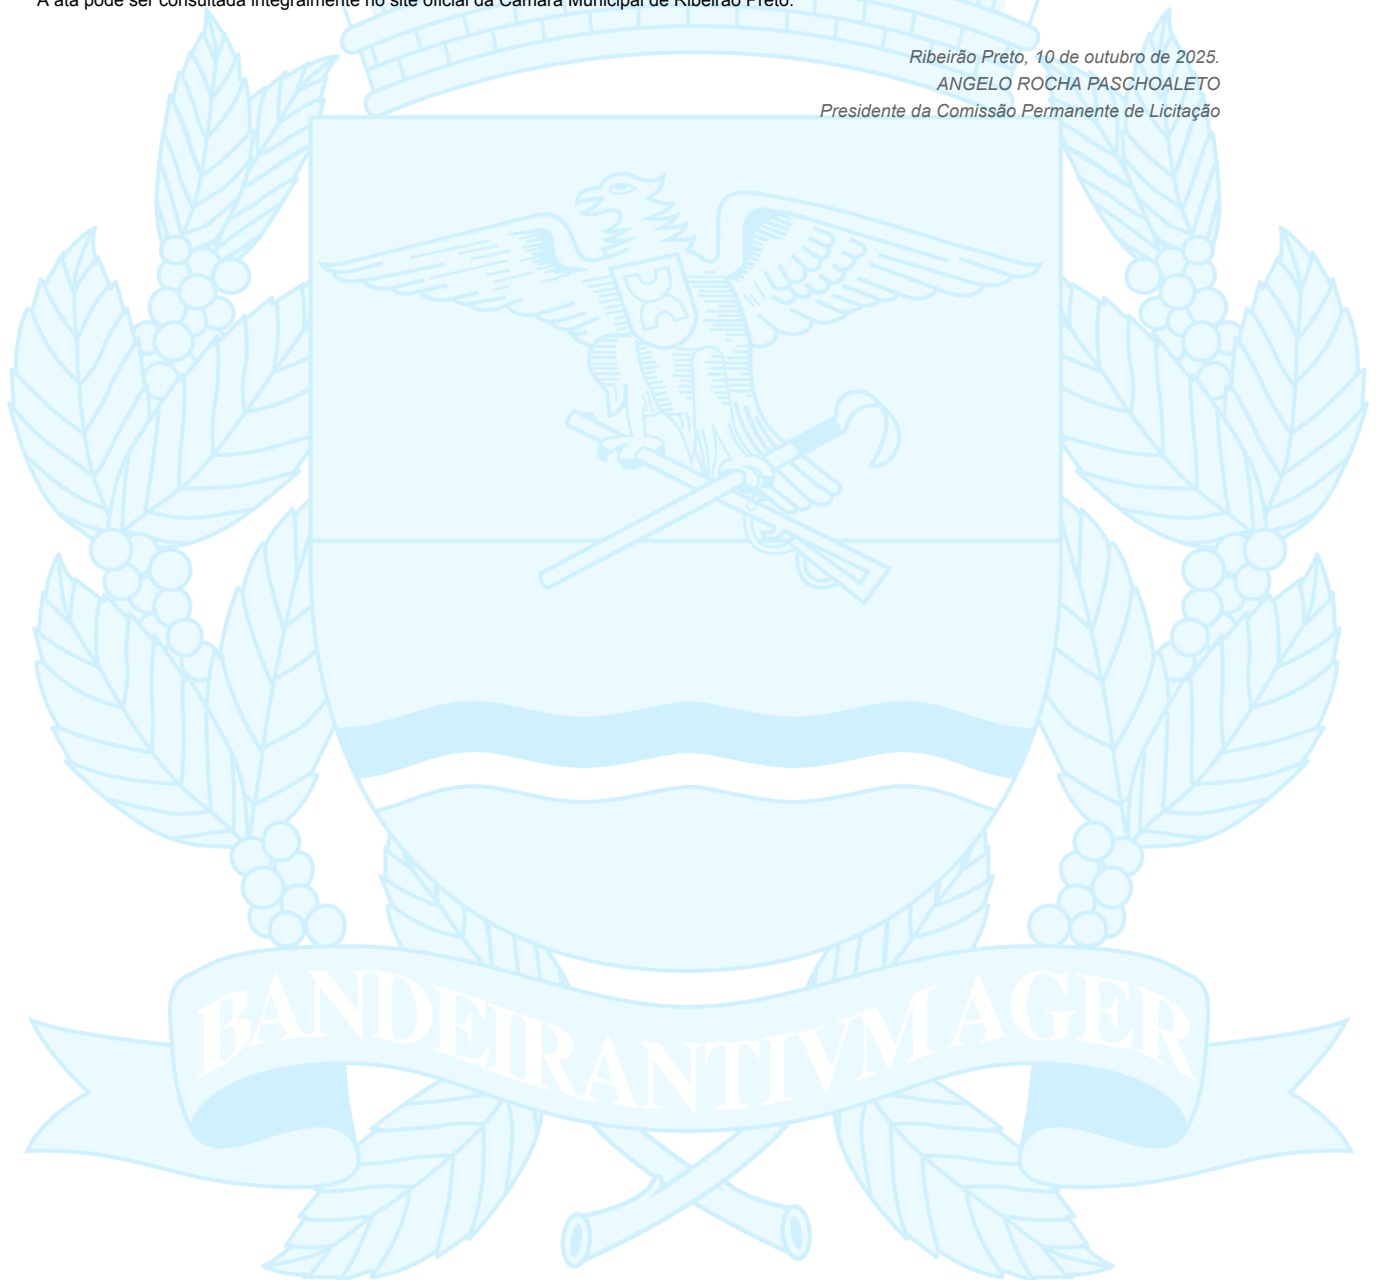 A ata pode ser consultada integralmente no site oficial da Câmara Municipal de Ribeirão Preto.
Ribeirão Preto, 10 de outubro de 2025.
ANGELO ROCHA PASCHOALETO
Presidente da Comissão Permanente de Licitação
BANDEIRANTIVM AGER